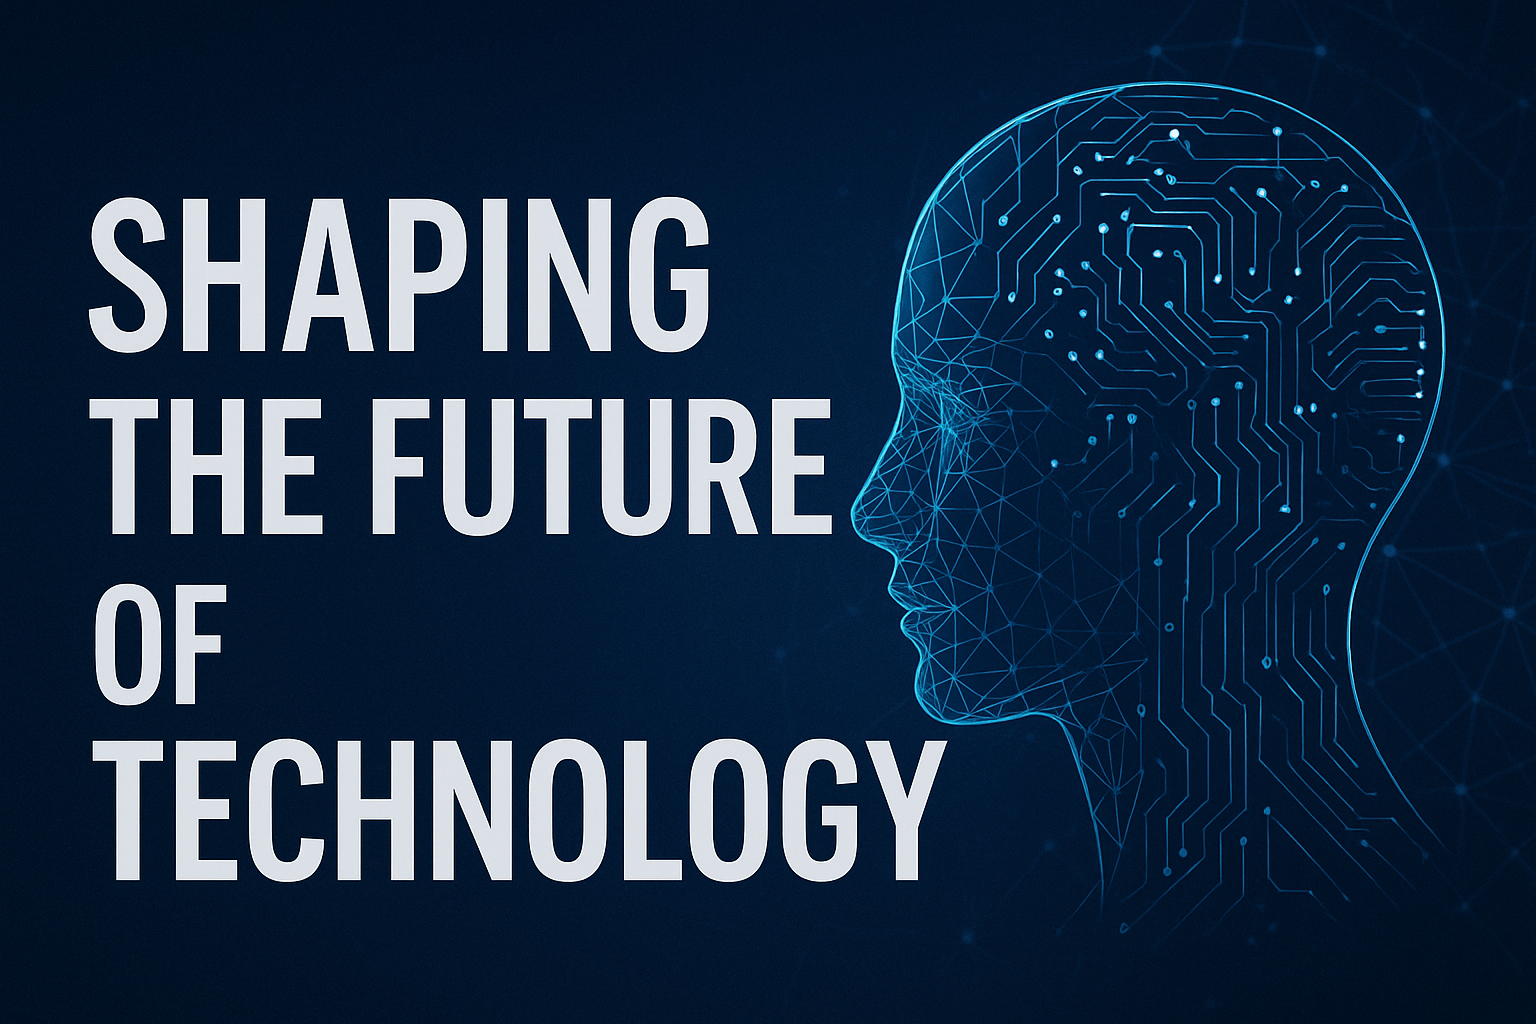 SHAPING
THE FUTURE
OF
TECHNOLOGY